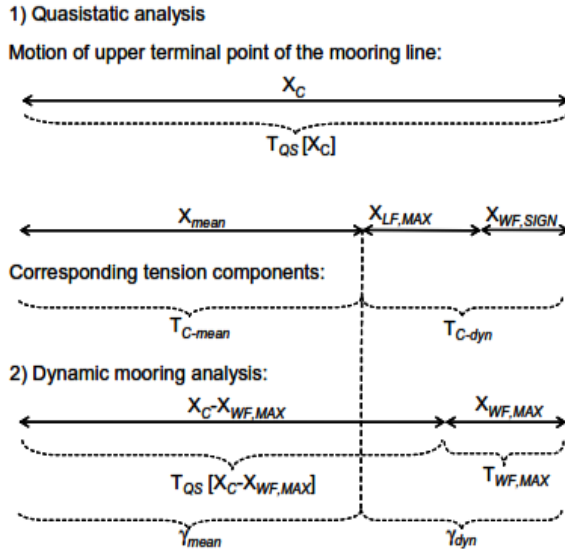 1) Quasistatic analysis
Motion of upper terminal point of the mooring line:
X_C
T_QS [X_C]
X_mean X_LF,MAX X_WF,SIGN
Corresponding tension components:
T_C-mean T_C-dyn
2) Dynamic mooring analysis:
X_C-X_WF,MAX X_WF,MAX
T_QS [X_C-X_WF,MAX] T_WF,MAX
γ_mean γ_dyn